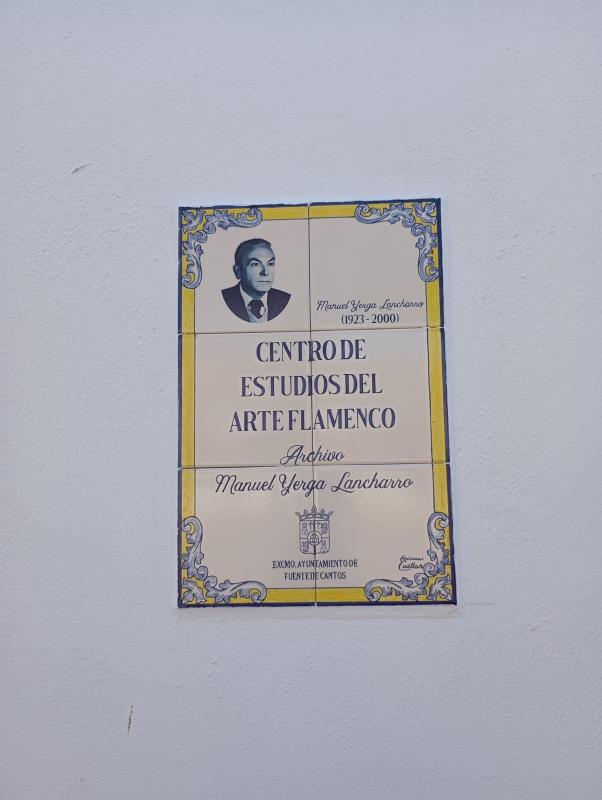 Manuel Yerga Lancharro
(1923-2000)
CENTRO DE
ESTUDIOS DEL
ARTE FLAMENCO
Archivo
Manuel Yerga Lancharro
EXCMO. AYUNTAMIENTO DE
FUENTE DE CANTOS
Cuéllar